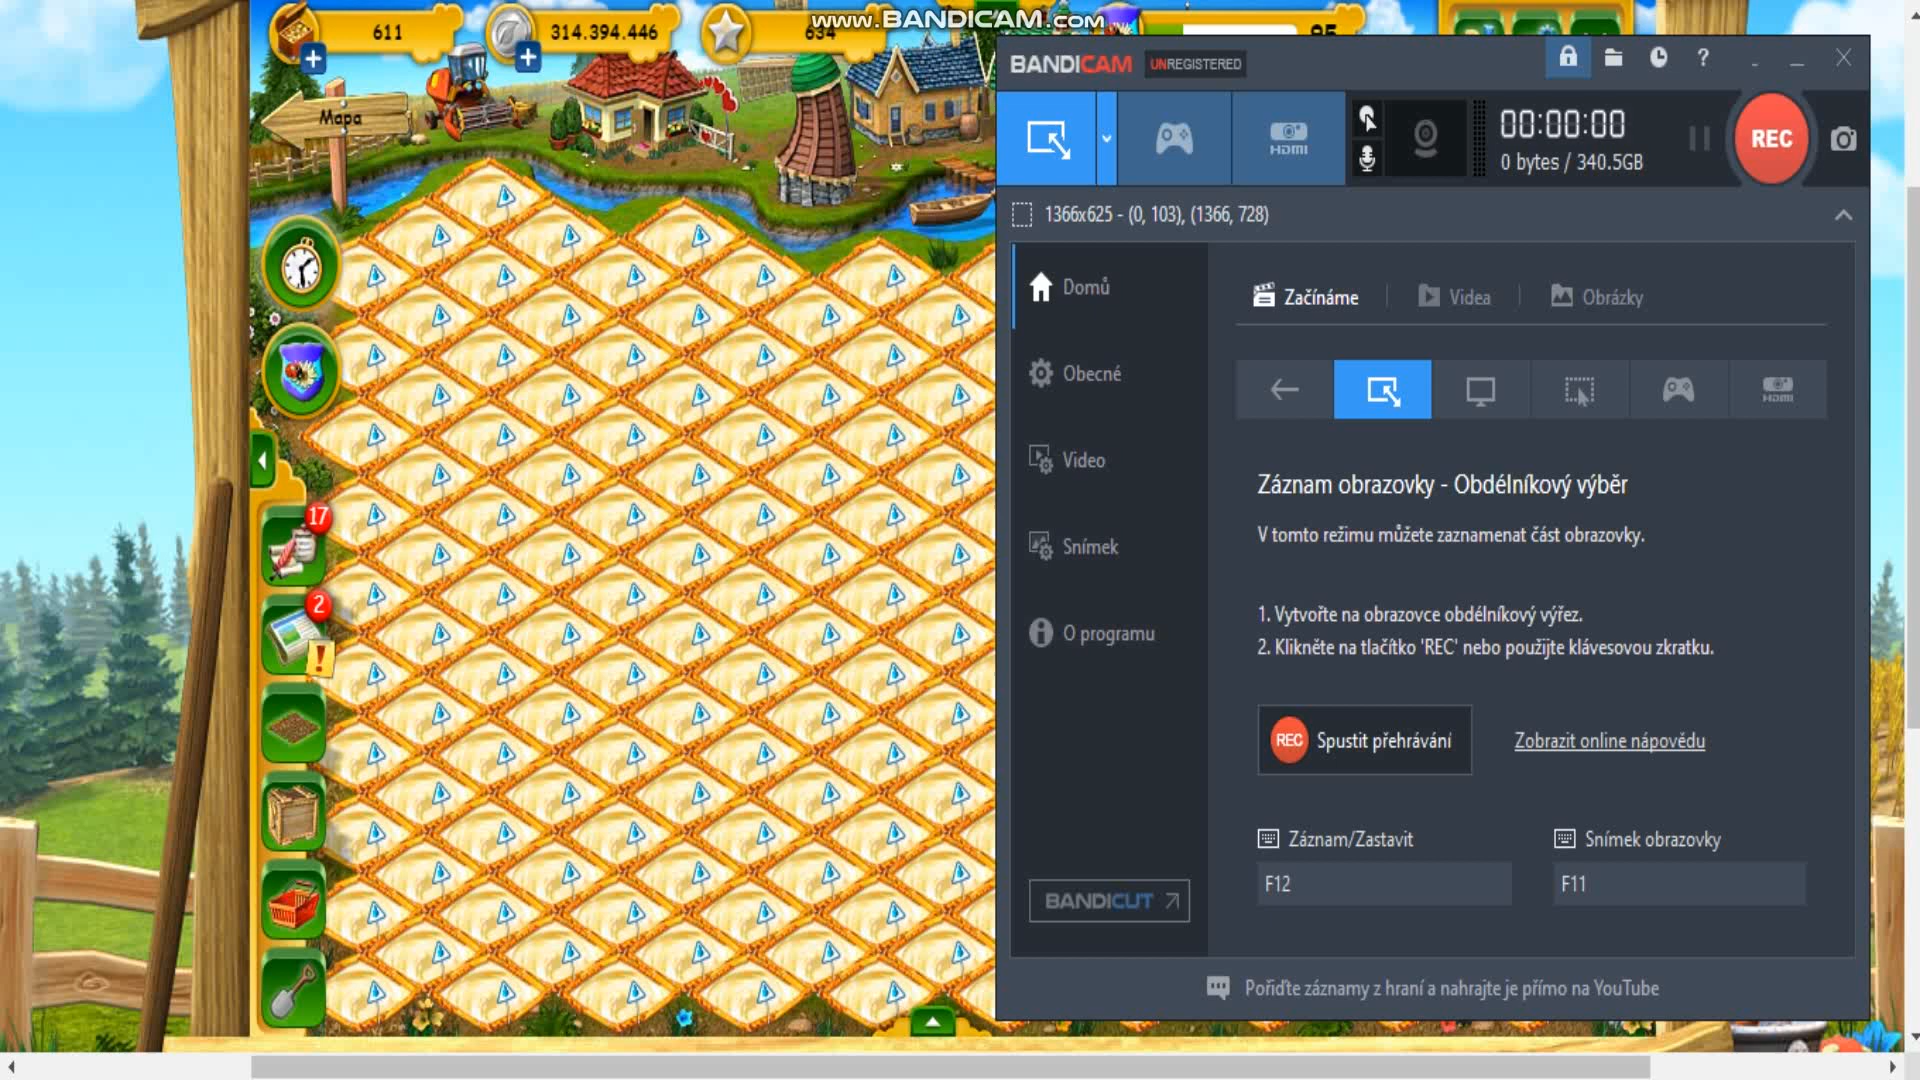 www.BANDICAM.com
611
314.394.446
634
95
Mapa
17
2
BANDICAM UNREGISTERED
HDMI
00:00:00
0 bytes / 340.5GB
REC
1366x625 - (0, 103), (1366, 728)
Domů
Obecné
Video
Snímek
O programu
BANDICUT
Začínáme
Videa
Obrázky
HDMI
Záznam obrazovky - Obdélníkový výběr
V tomto režimu můžete zaznamenat část obrazovky.
1. Vytvořte na obrazovce obdélníkový výřez.
2. Klikněte na tlačítko 'REC' nebo použijte klávesovou zkratku.
REC Spustit přehrávání
Zobrazit online nápovědu
Záznam/Zastavit
Snímek obrazovky
F12
F11
Pořiďte záznamy z hraní a nahrajte je přímo na YouTube